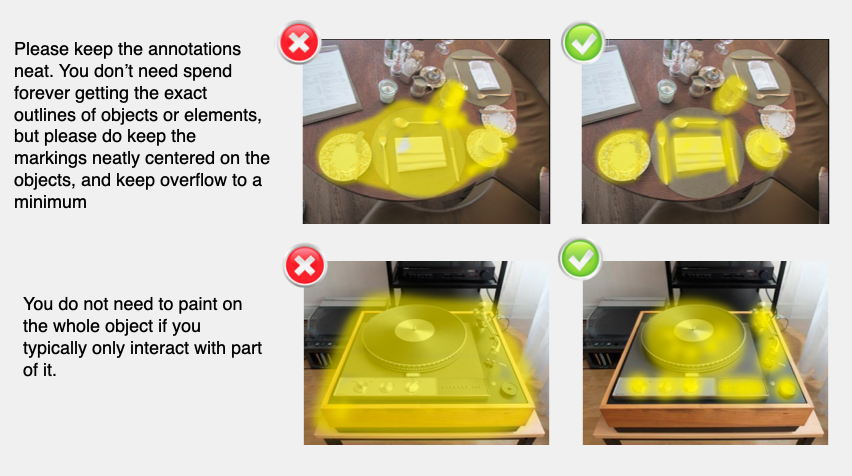 Please keep the annotations
neat. You don't need spend
forever getting the exact
outlines of objects or elements,
but please do keep the
markings neatly centered on the
objects, and keep overflow to a
minimum
You do not need to paint on
the whole object if you
typically only interact with part
of it.